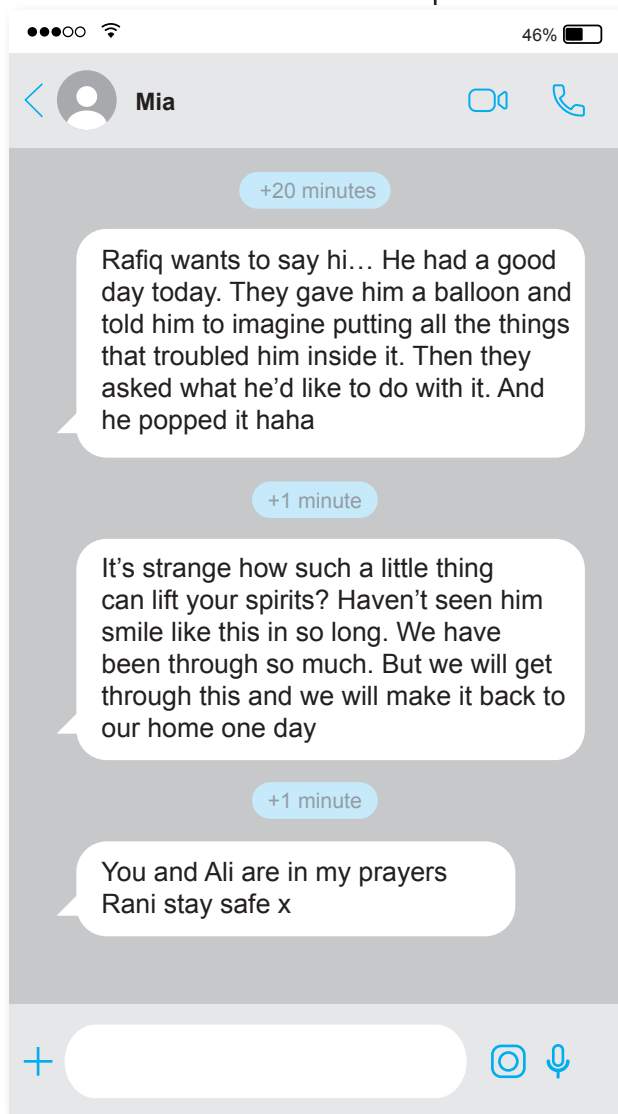 46%
Mia
+20 minutes
Rafiq wants to say hi… He had a good
day today. They gave him a balloon and
told him to imagine putting all the things
that troubled him inside it. Then they
asked what he’d like to do with it. And
he popped it haha
+1 minute
It’s strange how such a little thing
can lift your spirits? Haven’t seen him
smile like this in so long. We have
been through so much. But we will get
through this and we will make it back to
our home one day
+1 minute
You and Ali are in my prayers
Rani stay safe x